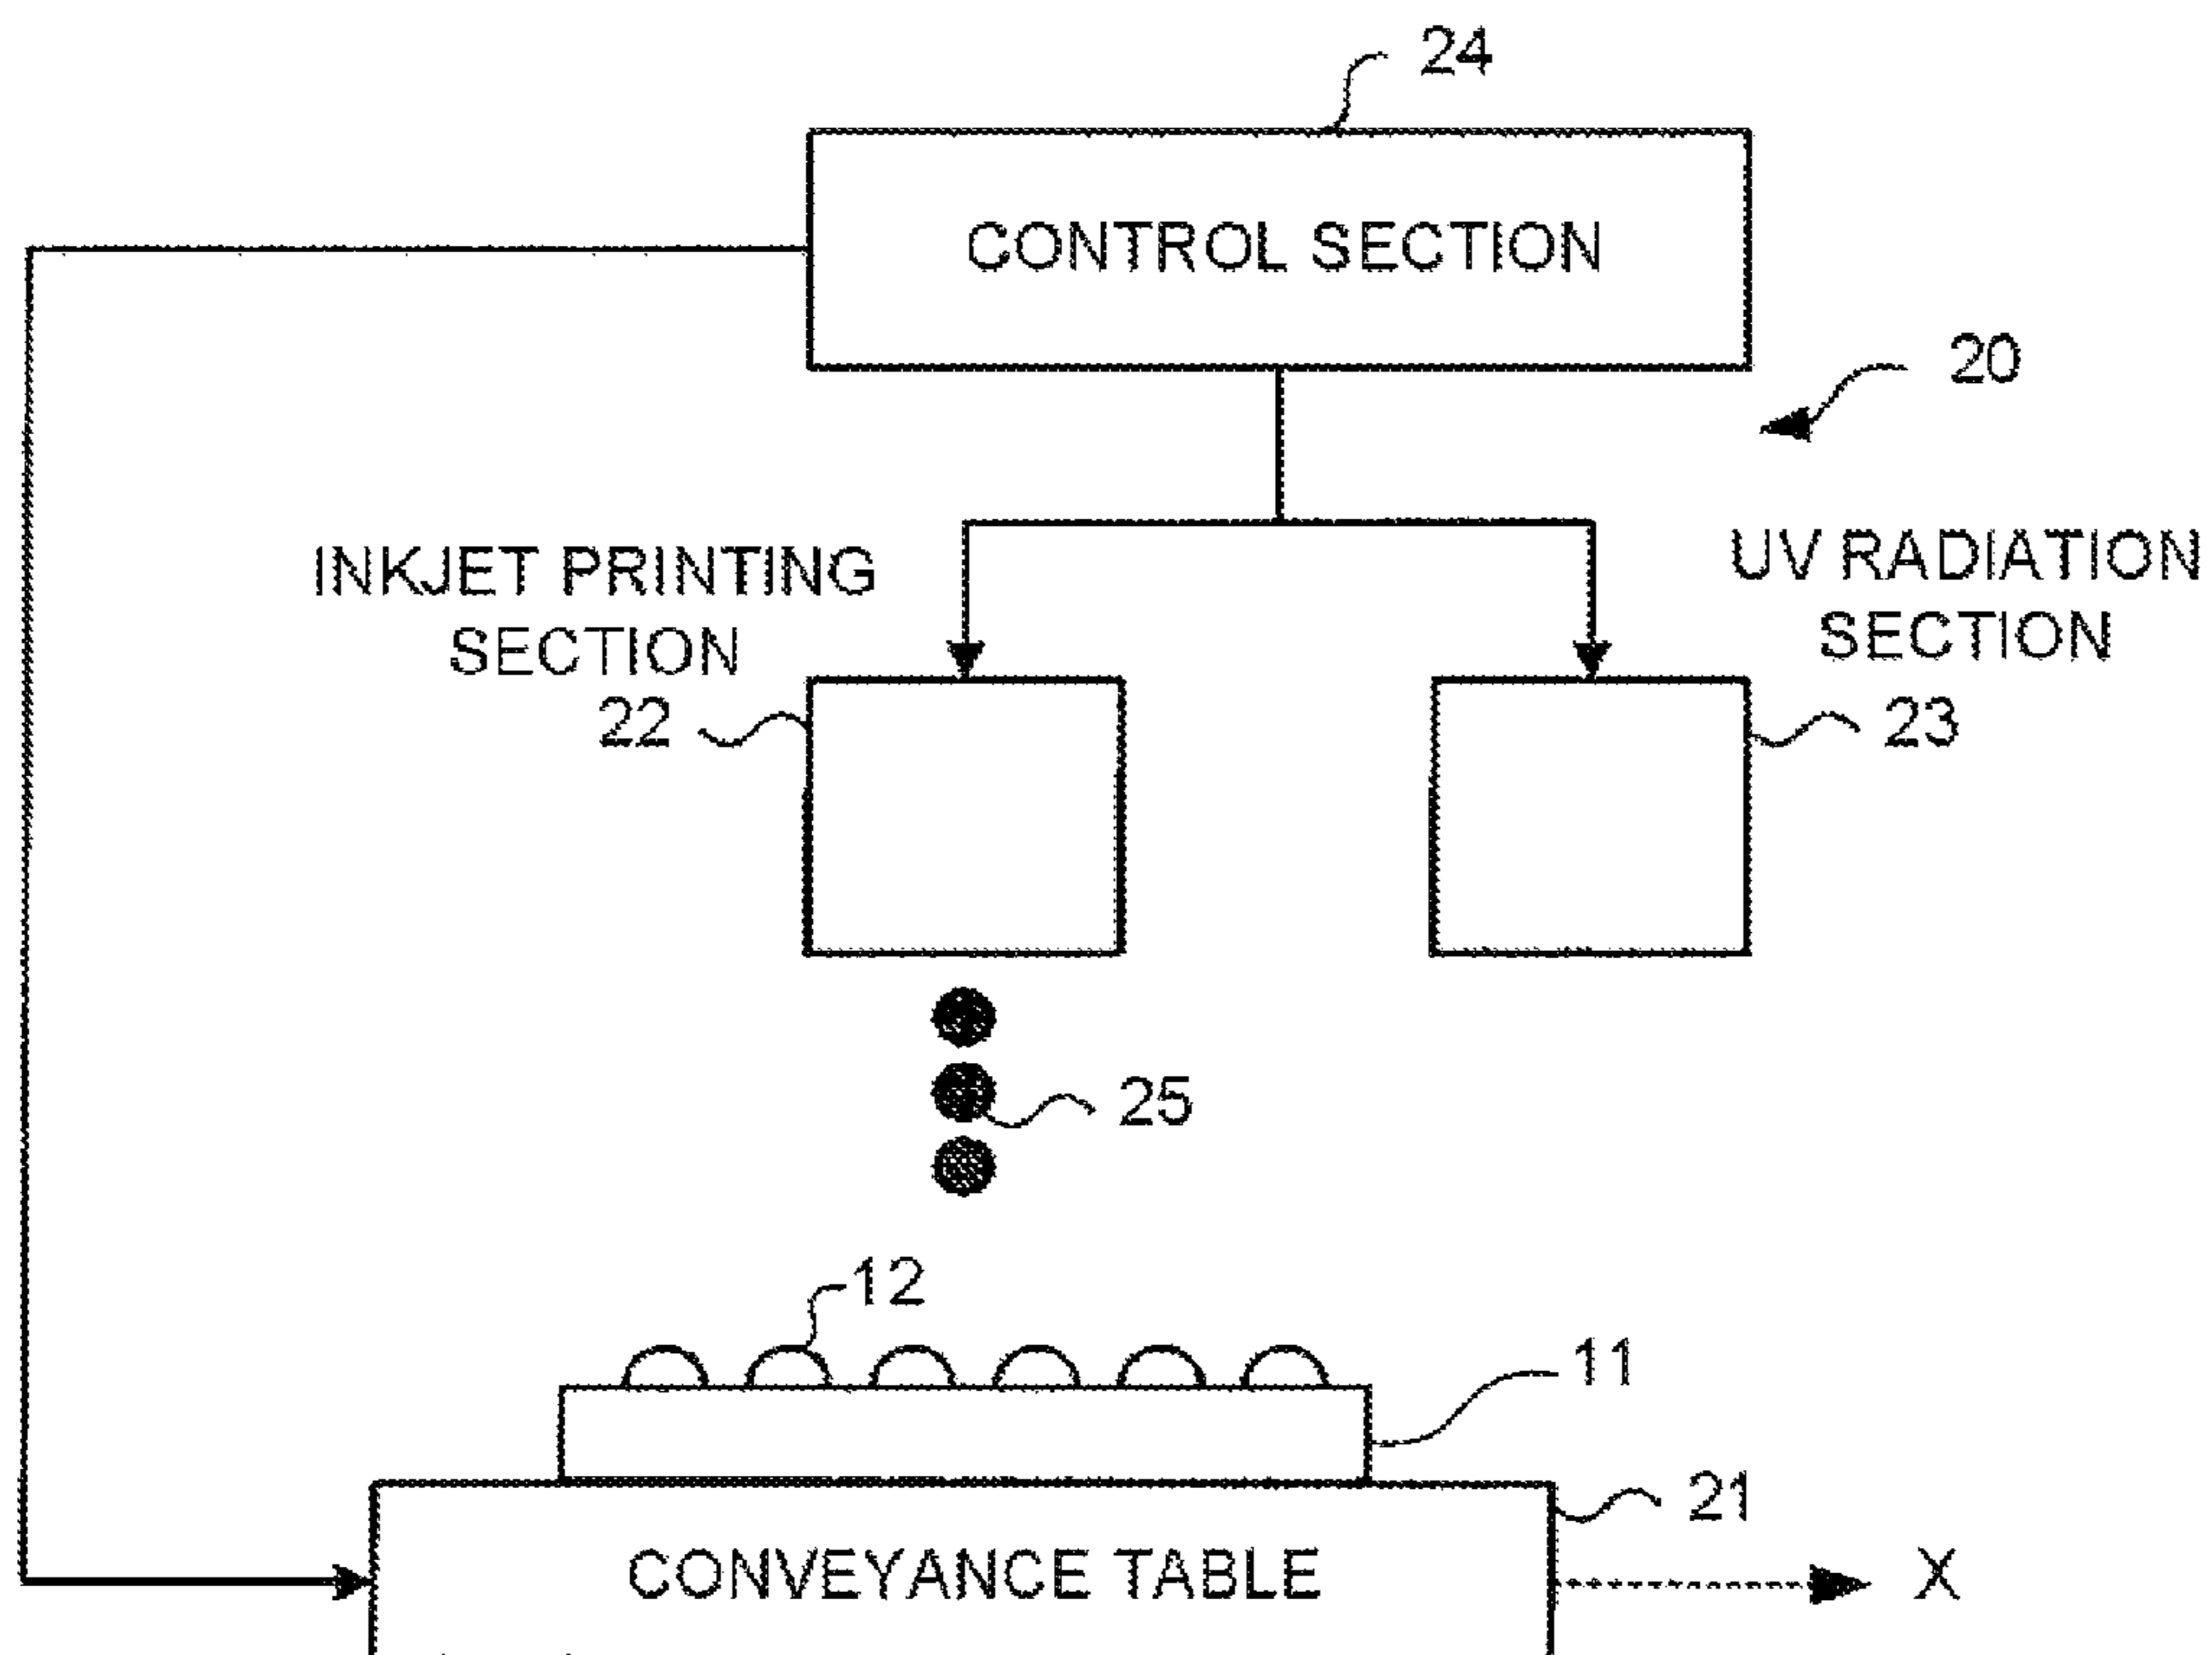 24
CONTROL SECTION
20
INKJET PRINTING
SECTION
22
UV RADIATION
SECTION
23
25
12
11
21
CONVEYANCE TABLE
X